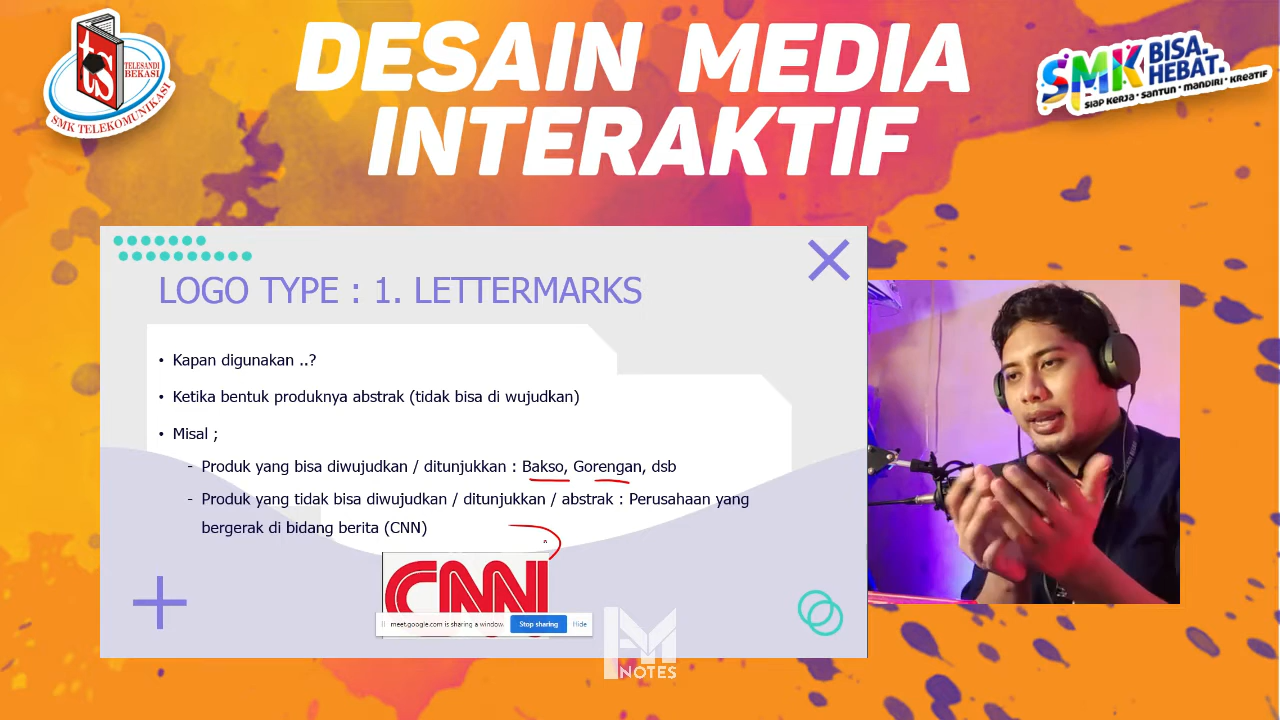 DESAIN MEDIA
INTERAKTIF
ts
TELESANDI
BEKASI
SMK TELEKOMUNIKASI
SMK BISA.
HEBAT.
SIAP KERJA • SANTUN • MANDIRI • KREATIF
LOGO TYPE : 1. LETTERMARKS
• Kapan digunakan ..?
• Ketika bentuk produknya abstrak (tidak bisa di wujudkan)
• Misal ;
- Produk yang bisa diwujudkan / ditunjukkan : Bakso, Gorengan, dsb
- Produk yang tidak bisa diwujudkan / ditunjukkan / abstrak : Perusahaan yang
bergerak di bidang berita (CNN)
CNN
meet.google.com is sharing a window.
Stop sharing
Hide
NOTES